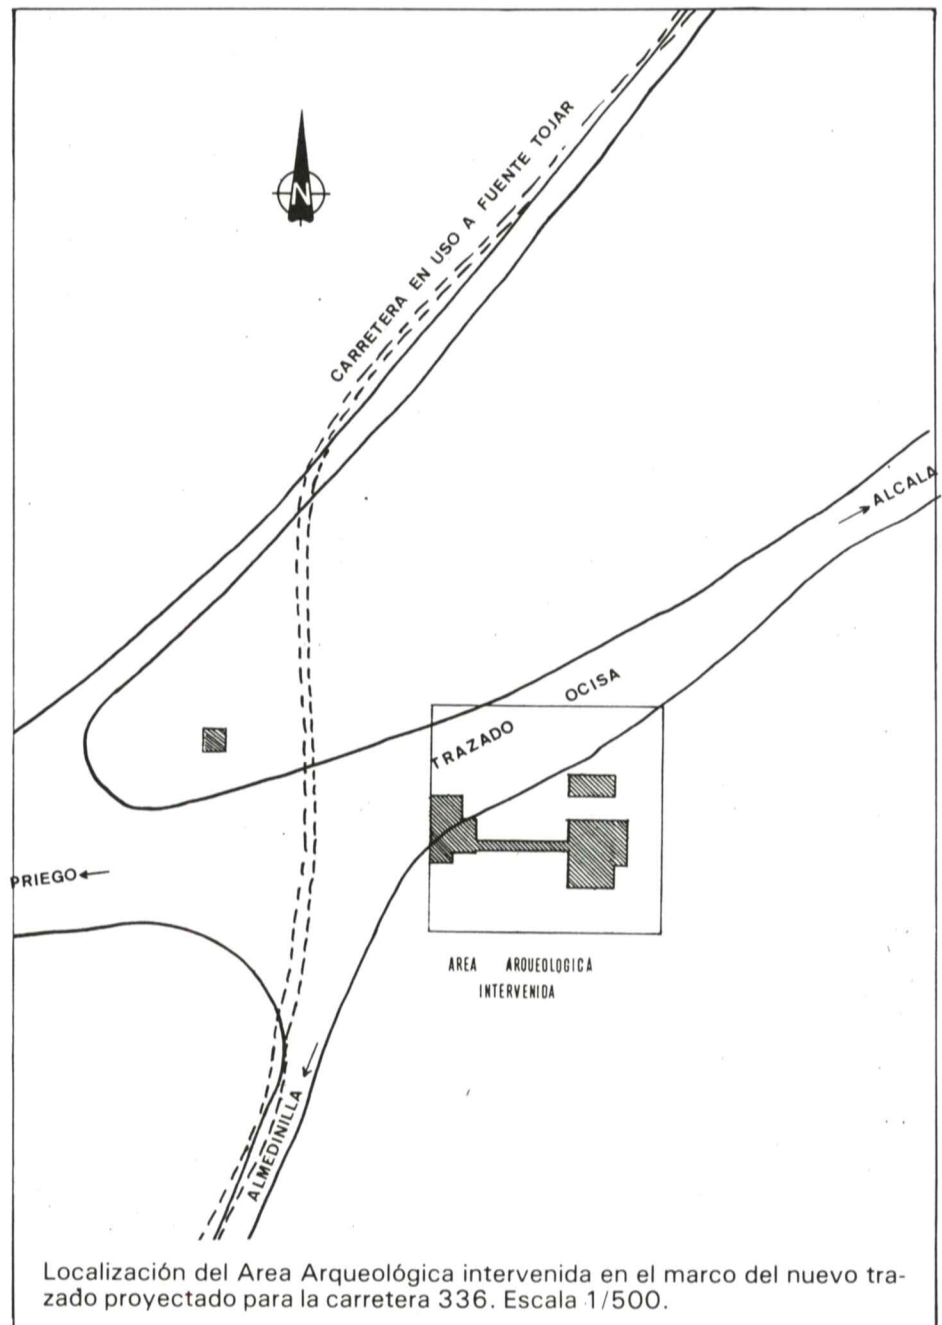 N
CARRETERA EN USO A FUENTE TOJAR
ALCALA
TRAZADO OCISA
PRIEGO
AREA ARQUEOLOGICA
INTERVENIDA
ALMEDINILLA
Localización del Area Arqueológica intervenida en el marco del nuevo tra-
zado proyectado para la carretera 336. Escala 1/500.